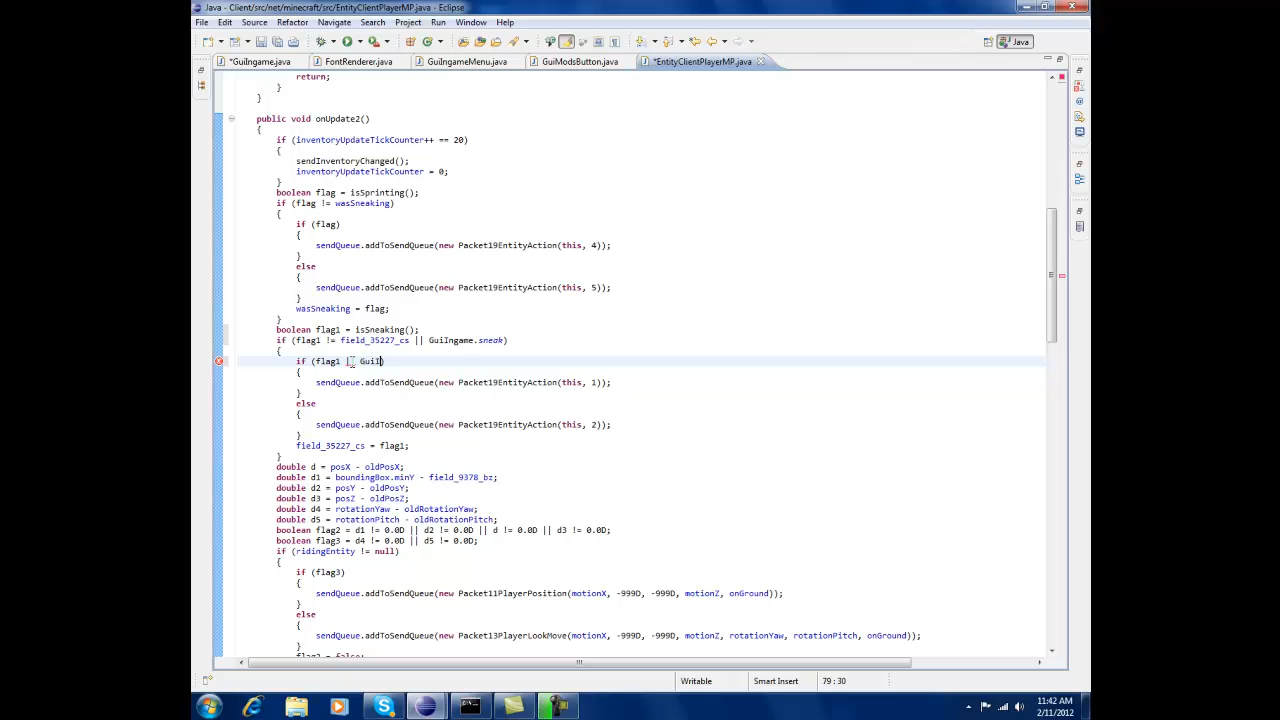 Java - Client/src/net/minecraft/src/EntityClientPlayerMP.java - Eclipse
File Edit Source Refactor Navigate Search Project Run Window Help
Java
*GuiIngame.java FontRenderer.java GuiIngameMenu.java GuiModsButton.java *EntityClientPlayerMP.java
return;
}
}
public void onUpdate2()
{
if (inventoryUpdateTickCounter++ == 20)
{
sendInventoryChanged();
inventoryUpdateTickCounter = 0;
}
boolean flag = isSprinting();
if (flag != wasSneaking)
{
if (flag)
{
sendQueue.addToSendQueue(new Packet19EntityAction(this, 4));
}
else
{
sendQueue.addToSendQueue(new Packet19EntityAction(this, 5));
}
wasSneaking = flag;
}
boolean flag1 = isSneaking();
if (flag1 != field_35227_cs || GuiIngame.sneak)
{
if (flag1 || GuiI)
{
sendQueue.addToSendQueue(new Packet19EntityAction(this, 1));
}
else
{
sendQueue.addToSendQueue(new Packet19EntityAction(this, 2));
}
field_35227_cs = flag1;
}
double d = posX - oldPosX;
double d1 = boundingBox.minY - field_9378_bz;
double d2 = posY - oldPosY;
double d3 = posZ - oldPosZ;
double d4 = rotationYaw - oldRotationYaw;
double d5 = rotationPitch - oldRotationPitch;
boolean flag2 = d1 != 0.0D || d2 != 0.0D || d != 0.0D || d3 != 0.0D;
boolean flag3 = d4 != 0.0D || d5 != 0.0D;
if (ridingEntity != null)
{
if (flag3)
{
sendQueue.addToSendQueue(new Packet11PlayerPosition(motionX, -999D, -999D, motionZ, onGround));
}
else
{
sendQueue.addToSendQueue(new Packet13PlayerLookMove(motionX, -999D, -999D, motionZ, rotationYaw, rotationPitch, onGround));
}
flag2 = false;
Writable Smart Insert 79 : 30
11:42 AM
2/11/2012